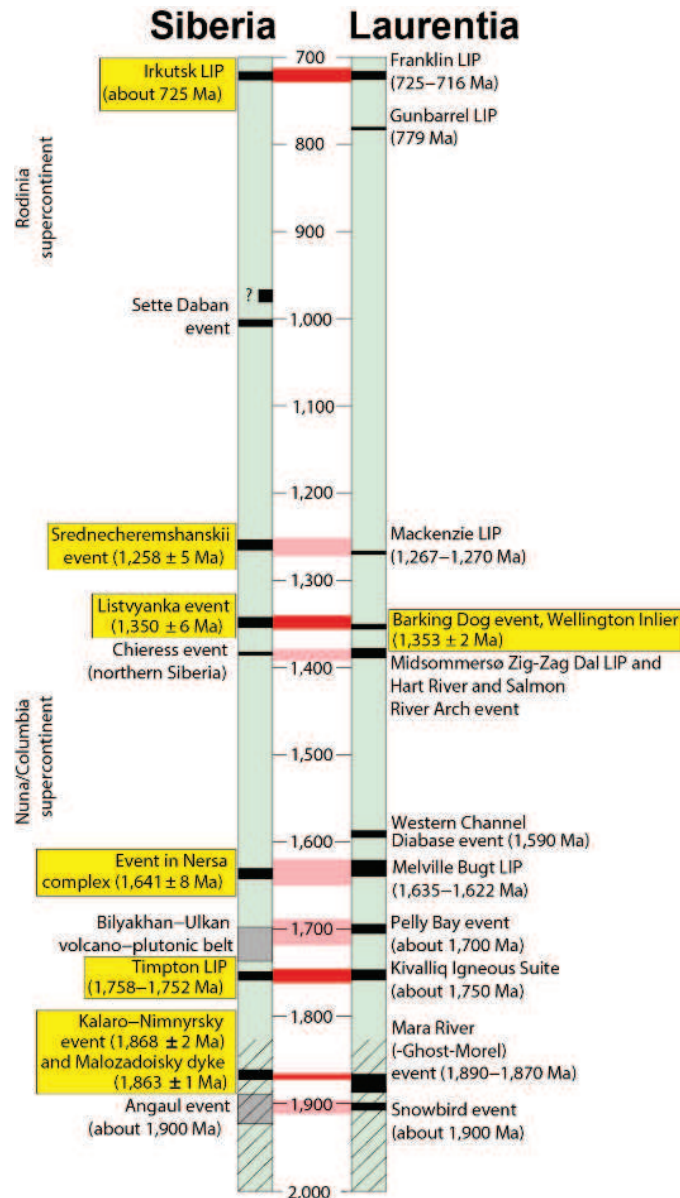 Siberia
Laurentia
Rodinia
supercontinent
Nuna/Columbia
supercontinent
Irkutsk LIP
(about 725 Ma)
?
Sette Daban
event
Srednecheremshanskii
event (1,258 ± 5 Ma)
Listvyanka event
(1,350 ± 6 Ma)
Chieress event
(northern Siberia)
Event in Nersa
complex (1,641 ± 8 Ma)
Bilyakhan–Ulkan
volcano–plutonic belt
Timpton LIP
(1,758–1,752 Ma)
Kalaro–Nimnyrsky
event (1,868 ± 2 Ma)
and Malozadoisky dyke
(1,863 ± 1 Ma)
Angaul event
(about 1,900 Ma)
700
800
900
1,000
1,100
1,200
1,300
1,400
1,500
1,600
1,700
1,800
1,900
2,000
Franklin LIP
(725–716 Ma)
Gunbarrel LIP
(779 Ma)
Mackenzie LIP
(1,267–1,270 Ma)
Barking Dog event, Wellington Inlier
(1,353 ± 2 Ma)
Midsommersø Zig-Zag Dal LIP and
Hart River and Salmon
River Arch event
Western Channel
Diabase event (1,590 Ma)
Melville Bugt LIP
(1,635–1,622 Ma)
Pelly Bay event
(about 1,700 Ma)
Kivalliq Igneous Suite
(about 1,750 Ma)
Mara River
(-Ghost-Morel)
event (1,890–1,870 Ma)
Snowbird event
(about 1,900 Ma)